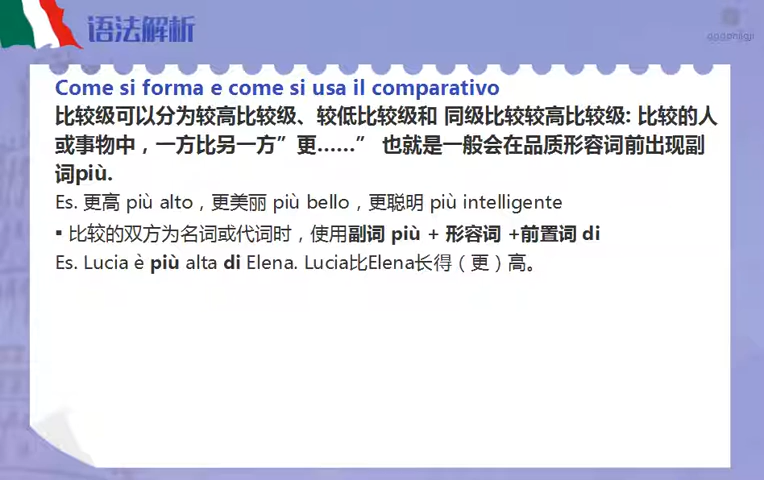 语法解析
Come si forma e come si usa il comparativo
比较级可以分为较高比较级、较低比较级和 同级比较较高比较级: 比较的人
或事物中，一方比另一方”更……” 也就是一般会在品质形容词前出现副
词più.
Es. 更高 più alto，更美丽 più bello，更聪明 più intelligente
▪ 比较的双方为名词或代词时，使用副词 più + 形容词 +前置词 di
Es. Lucia è più alta di Elena. Lucia比Elena长得（更）高。